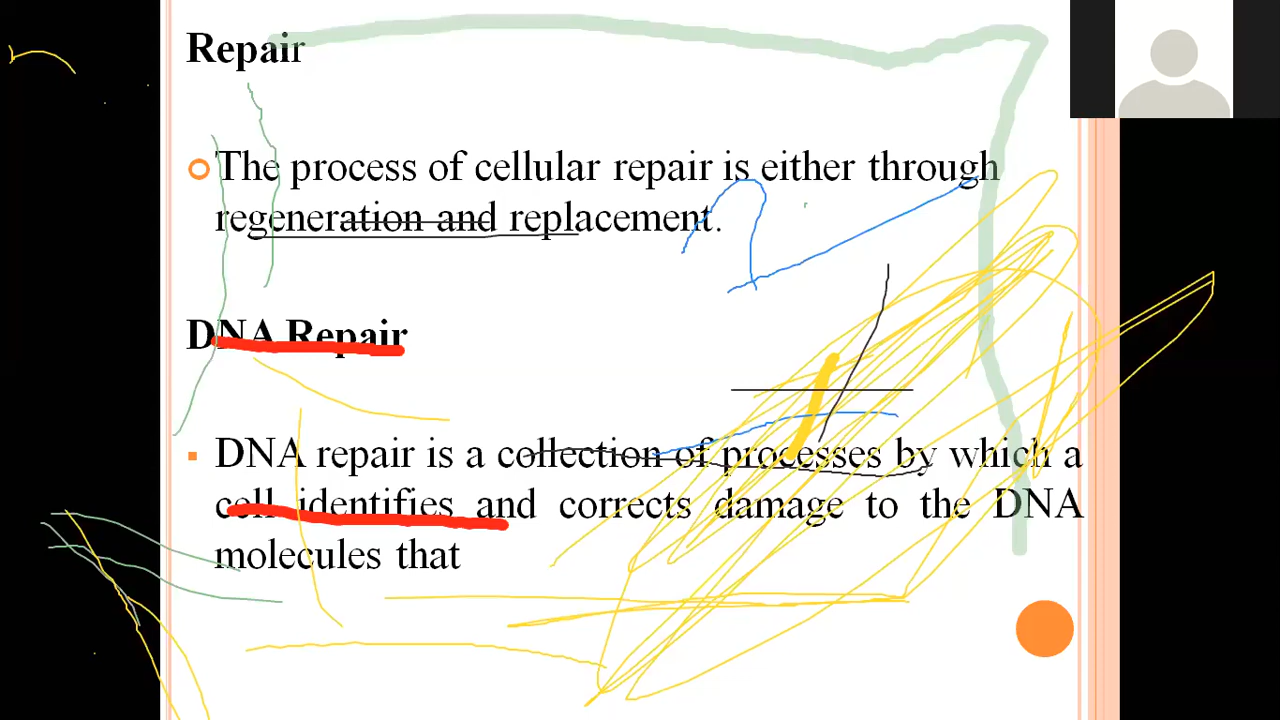 Repair
The process of cellular repair is either through
regeneration and replacement.
DNA Repair
DNA repair is a collection of processes by which a
cell identifies and corrects damage to the DNA
molecules that